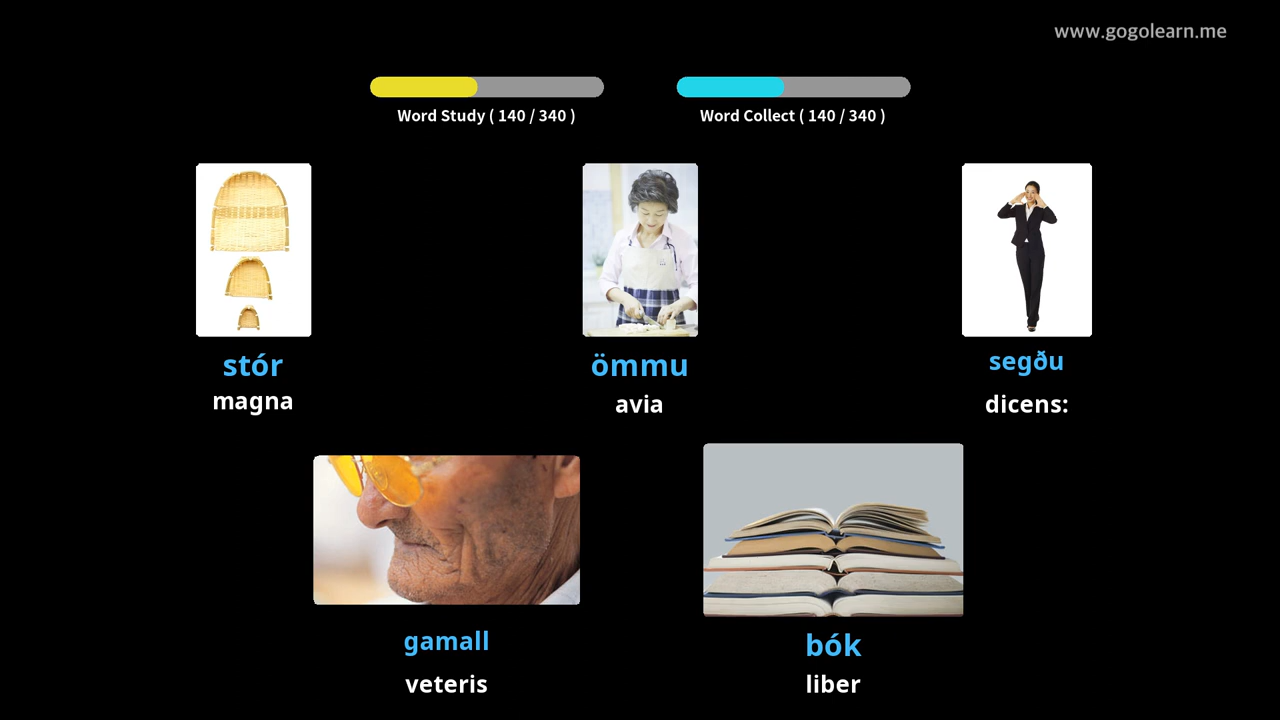 www.gogolearn.me
Word Study ( 140 / 340 )
Word Collect ( 140 / 340 )
stór
magna
ömmu
avia
segðu
dicens:
gamall
veteris
bók
liber